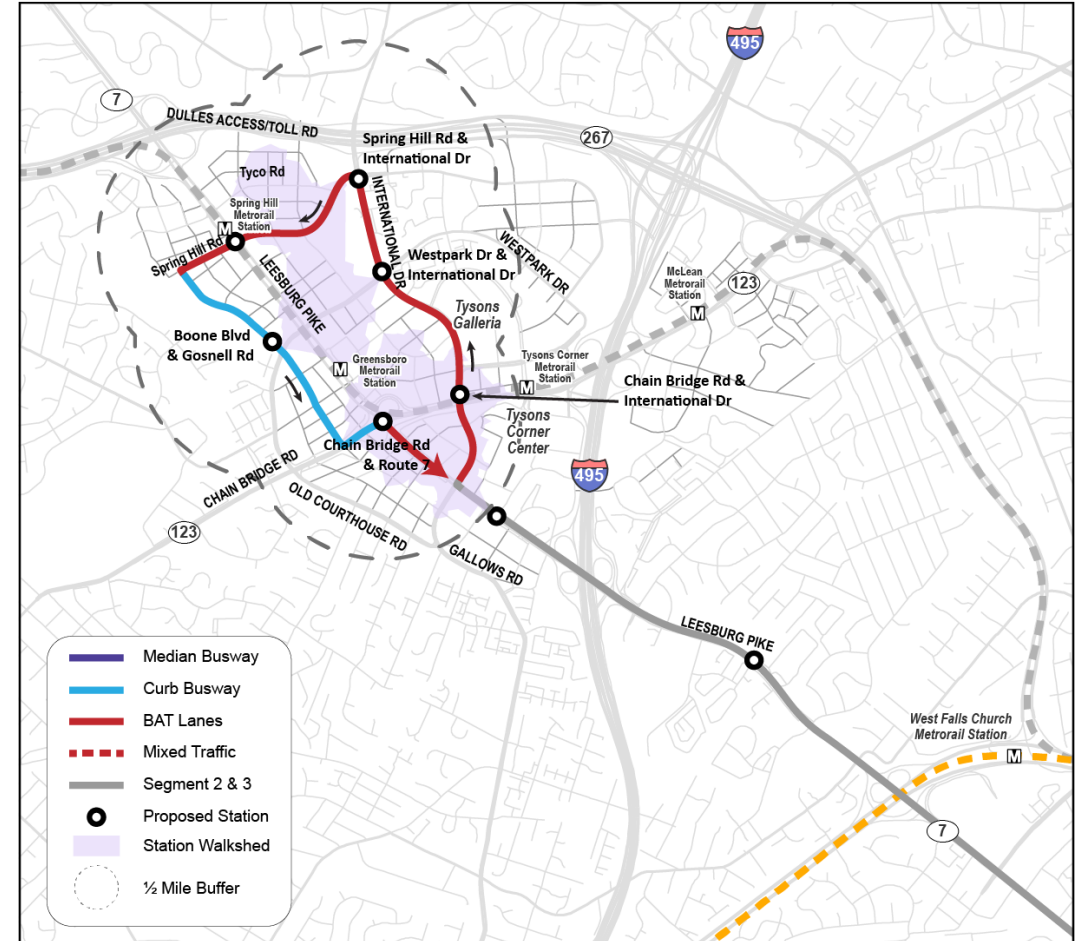 495
7
DULLES ACCESS/TOLL RD
267
Spring Hill Rd &
International Dr
Tyco Rd
Spring Hill
Metrorail
Station
M
INTERNATIONAL DR
Spring Hill Rd
LEESBURG PIKE
WESTPARK DR
Westpark Dr &
International Dr
McLean
Metrorail
Station
M
123
Tysons
Galleria
Boone Blvd
& Gosnell Rd
M
Greensboro
Metrorail
Station
Tysons Corner
Metrorail
Station
M
Chain Bridge Rd &
International Dr
Tysons
Corner
Center
Chain Bridge Rd
& Route 7
CHAIN BRIDGE RD
495
OLD COURTHOUSE RD
123
GALLOWS RD
LEESBURG PIKE
West Falls Church
Metrorail Station
M
7
Median Busway
Curb Busway
BAT Lanes
Mixed Traffic
Segment 2 & 3
Proposed Station
Station Walkshed
½ Mile Buffer